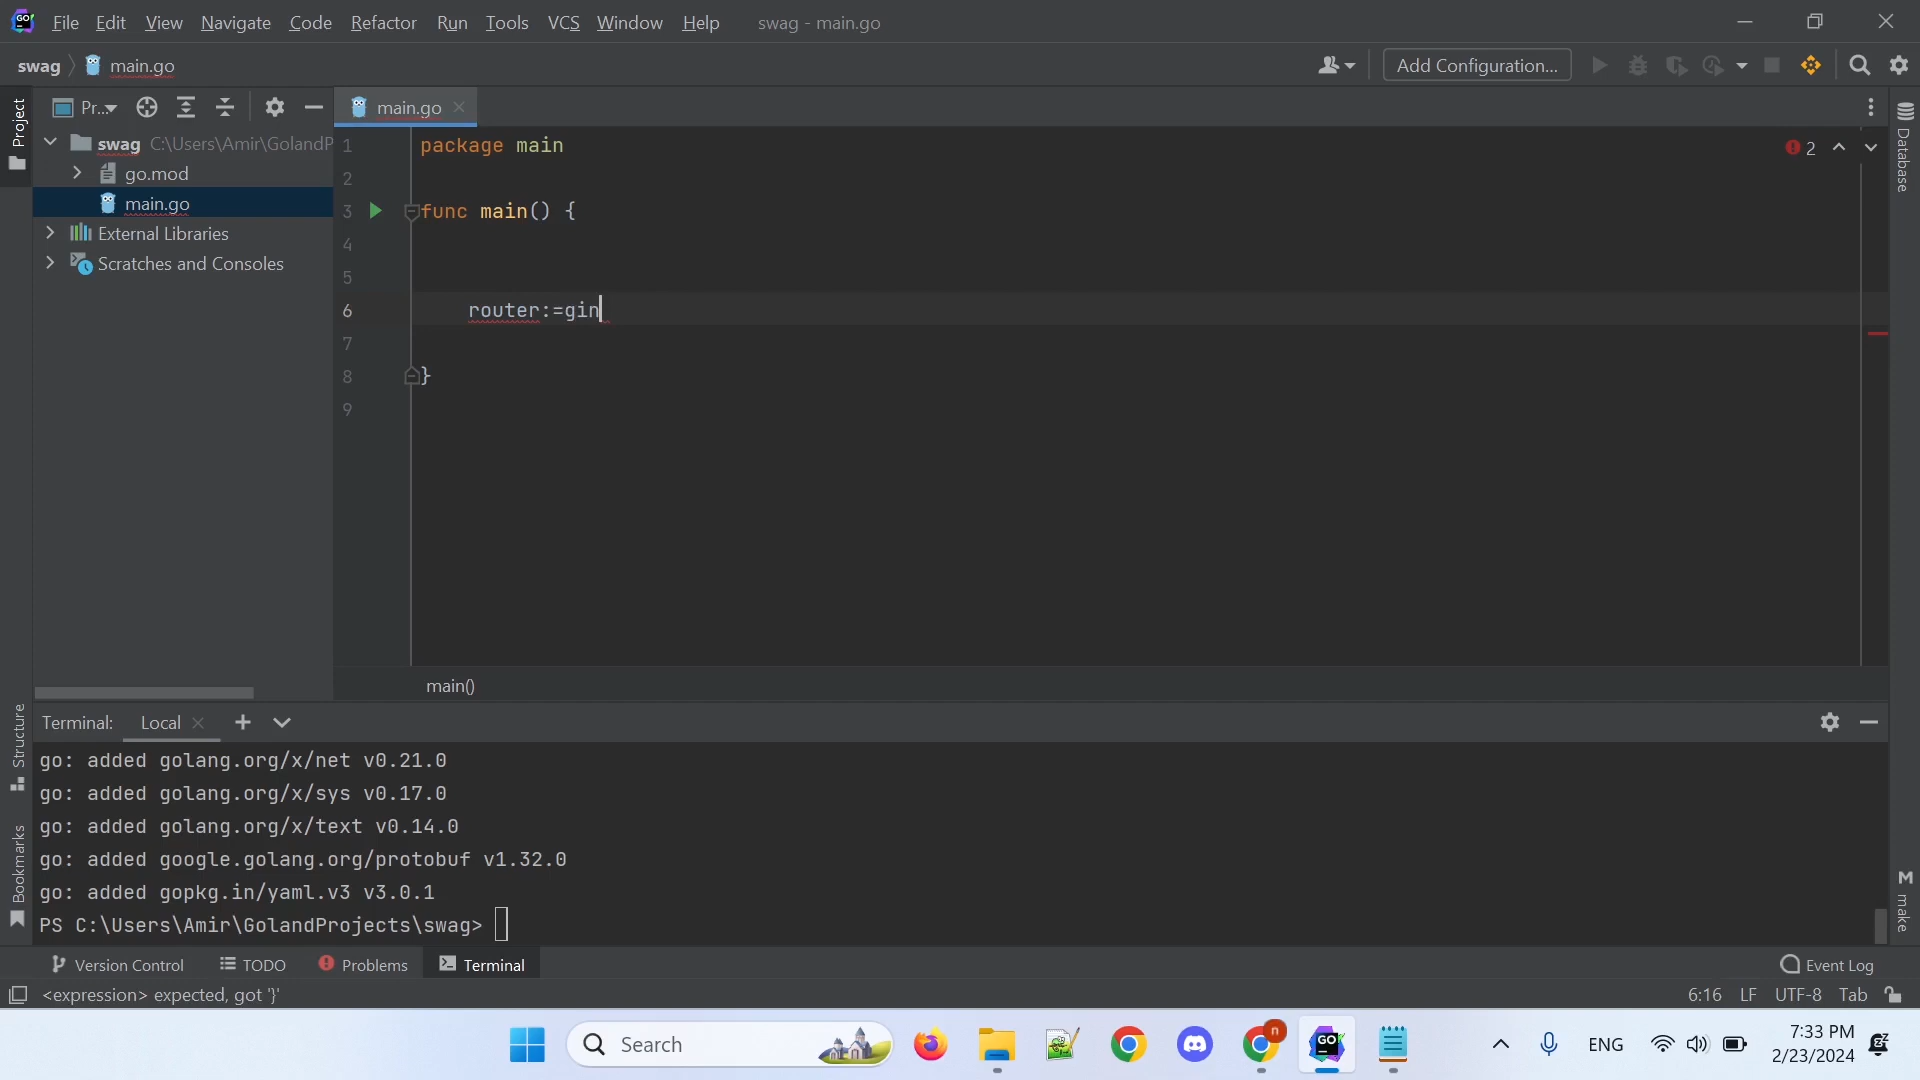 File Edit View Navigate Code Refactor Run Tools VCS Window Help swag - main.go
swag main.go Add Configuration...
Project
Pr...
main.go
swag C:\Users\Amir\GolandP
go.mod
main.go
External Libraries
Scratches and Consoles
1 package main
2
3 func main() {
4
5
6 router:=gin
7
8 }
9
2
Database
main()
Structure
Bookmarks
make
Terminal: Local
go: added golang.org/x/net v0.21.0
go: added golang.org/x/sys v0.17.0
go: added golang.org/x/text v0.14.0
go: added google.golang.org/protobuf v1.32.0
go: added gopkg.in/yaml.v3 v3.0.1
PS C:\Users\Amir\GolandProjects\swag>
Version Control TODO Problems Terminal Event Log
<expression> expected, got '}' 6:16 LF UTF-8 Tab
Search ENG 7:33 PM
2/23/2024